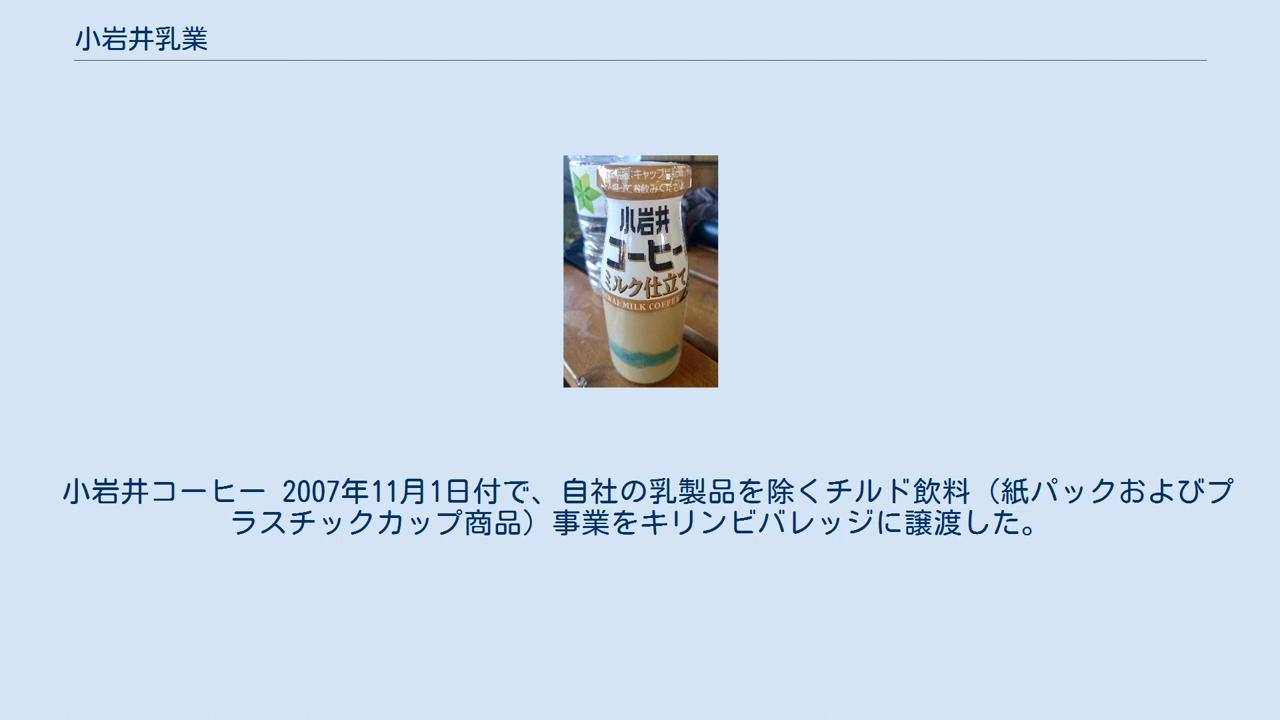 小岩井乳業
小岩井
コーヒー
ミルク仕立て
MILK COFFEE
小岩井コーヒー 2007年11月1日付で、自社の乳製品を除くチルド飲料（紙パックおよびプ
ラスチックカップ商品）事業をキリンビバレッジに譲渡した。